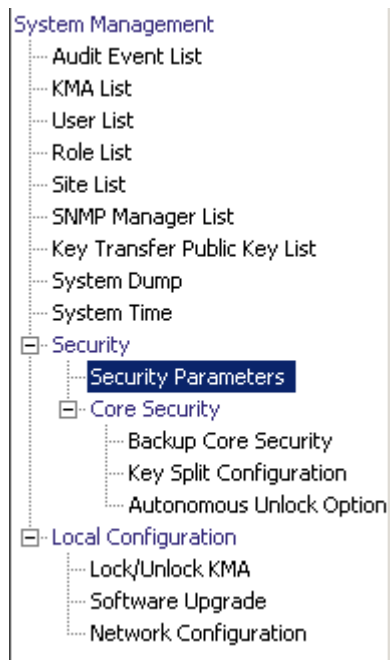 System Management
Audit Event List
KMA List
User List
Role List
Site List
SNMP Manager List
Key Transfer Public Key List
System Dump
System Time
Security
Security Parameters
Core Security
Backup Core Security
Key Split Configuration
Autonomous Unlock Option
Local Configuration
Lock/Unlock KMA
Software Upgrade
Network Configuration